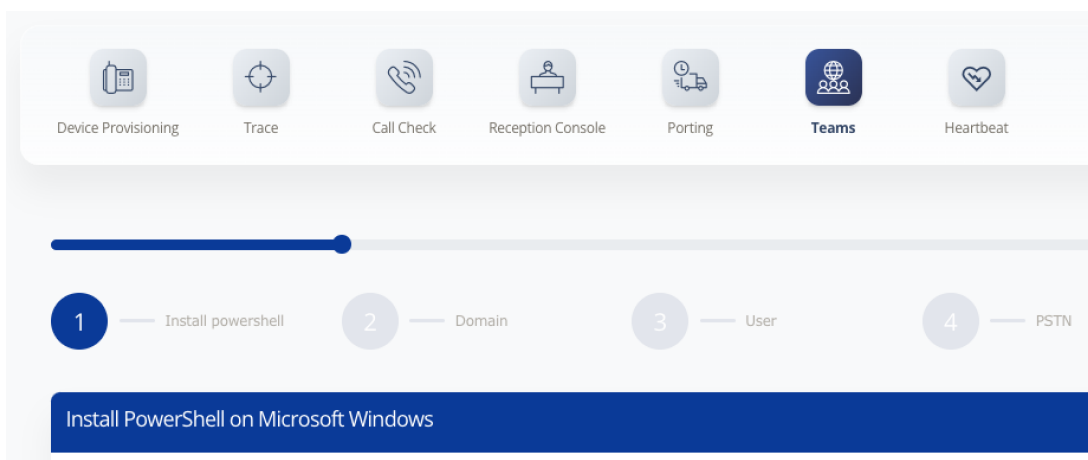 Device Provisioning
Trace
Call Check
Reception Console
Porting
Teams
Heartbeat
1 Install powershell
2 Domain
3 User
4 PSTN
Install PowerShell on Microsoft Windows